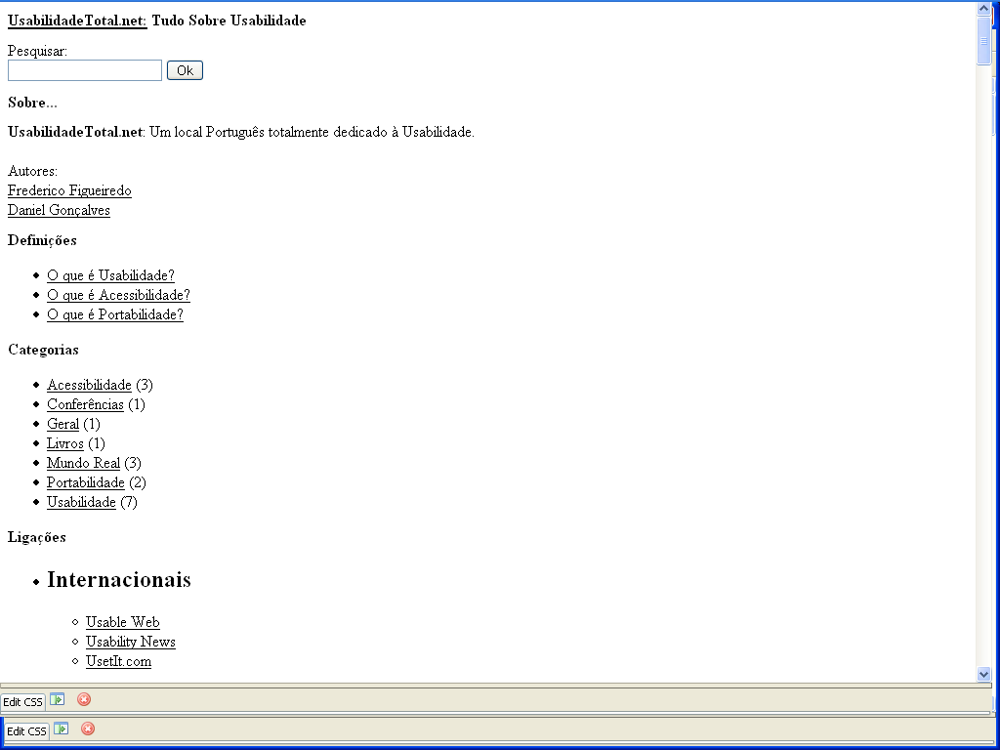 UsabilidadeTotal.net: Tudo Sobre Usabilidade
Pesquisar:
Ok
Sobre...
UsabilidadeTotal.net: Um local Português totalmente dedicado à Usabilidade.
Autores:
Frederico Figueiredo
Daniel Gonçalves
Definições
O que é Usabilidade?
O que é Acessibilidade?
O que é Portabilidade?
Categorias
Acessibilidade (3)
Conferências (1)
Geral (1)
Livros (1)
Mundo Real (3)
Portabilidade (2)
Usabilidade (7)
Ligações
Internacionais
Usable Web
Usability News
UsetIt.com
Edit CSS
Edit CSS